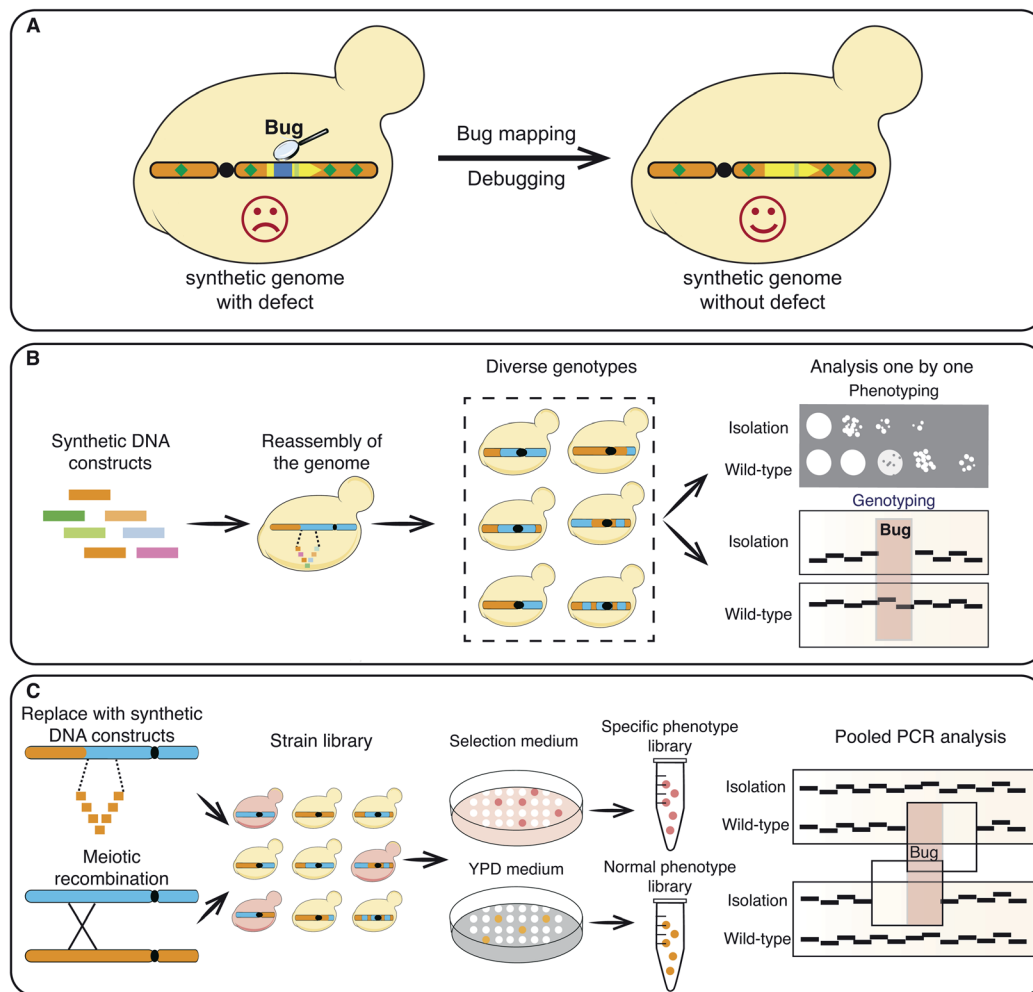 A
Bug
Bug mapping
Debugging
synthetic genome
with defect
synthetic genome
without defect
B
Synthetic DNA
constructs
Reassembly of
the genome
Diverse genotypes
Analysis one by one
Phenotyping
Isolation
Wild-type
Genotyping
Bug
Isolation
Wild-type
C
Replace with synthetic
DNA constructs
Meiotic
recombination
Strain library
Selection medium
YPD medium
Specific phenotype
library
Normal phenotype
library
Pooled PCR analysis
Isolation
Wild-type
Bug
Isolation
Wild-type